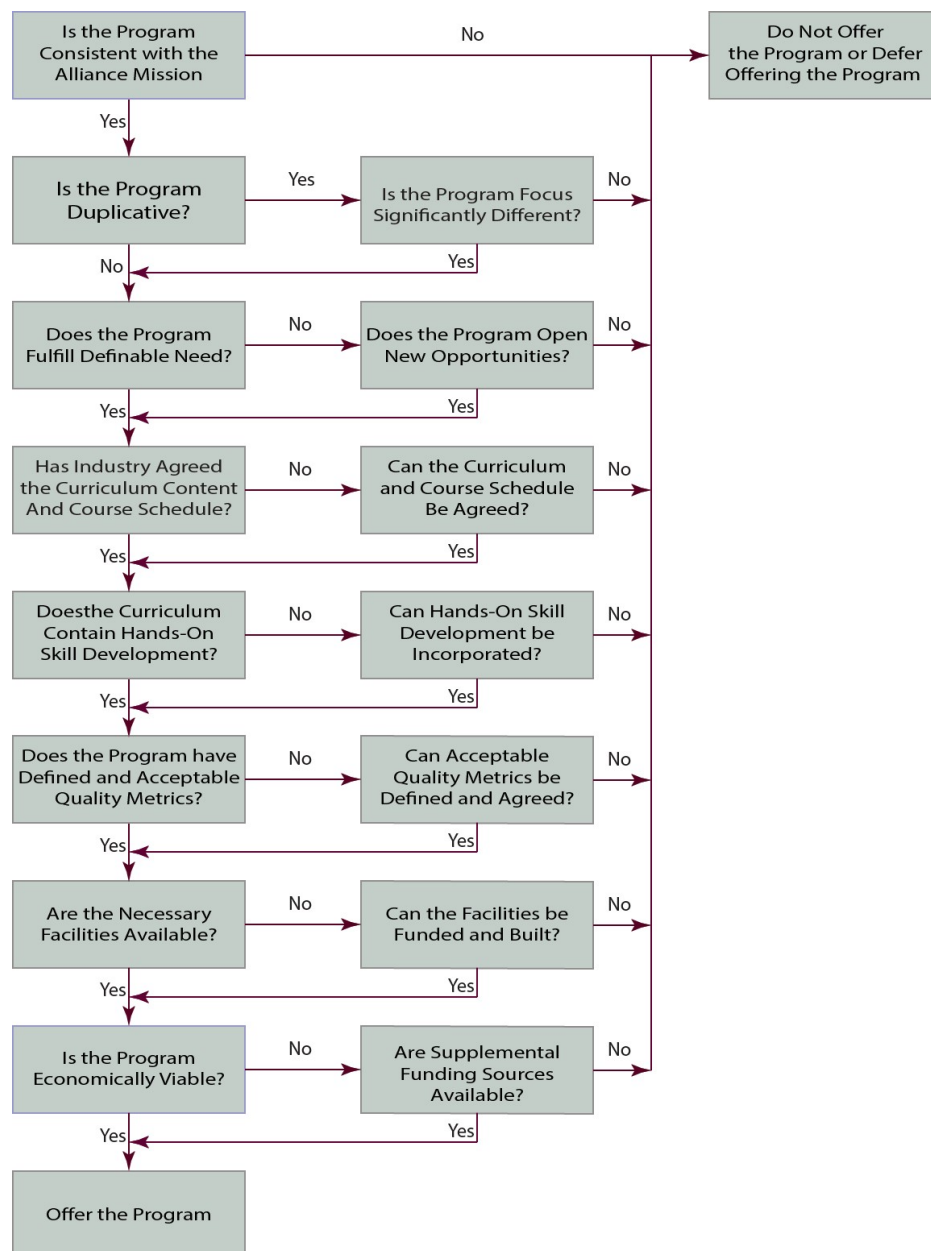 Is the Program
Consistent with the
Alliance Mission
No
Do Not Offer
the Program or Defer
Offering the Program
Yes
Is the Program
Duplicative?
Yes
Is the Program Focus
Significantly Different?
No
Yes
No
Does the Program
Fulfill Definable Need?
No
Does the Program Open
New Opportunities?
No
Yes
Yes
Has Industry Agreed
the Curriculum Content
And Course Schedule?
No
Can the Curriculum
and Course Schedule
Be Agreed?
No
Yes
Yes
Doesthe Curriculum
Contain Hands-On
Skill Development?
No
Can Hands-On Skill
Development be
Incorporated?
No
Yes
Yes
Does the Program have
Defined and Acceptable
Quality Metrics?
No
Can Acceptable
Quality Metrics be
Defined and Agreed?
No
Yes
Yes
Are the Necessary
Facilities Available?
No
Can the Facilities be
Funded and Built?
No
Yes
Yes
Is the Program
Economically Viable?
No
Are Supplemental
Funding Sources
Available?
No
Yes
Yes
Offer the Program